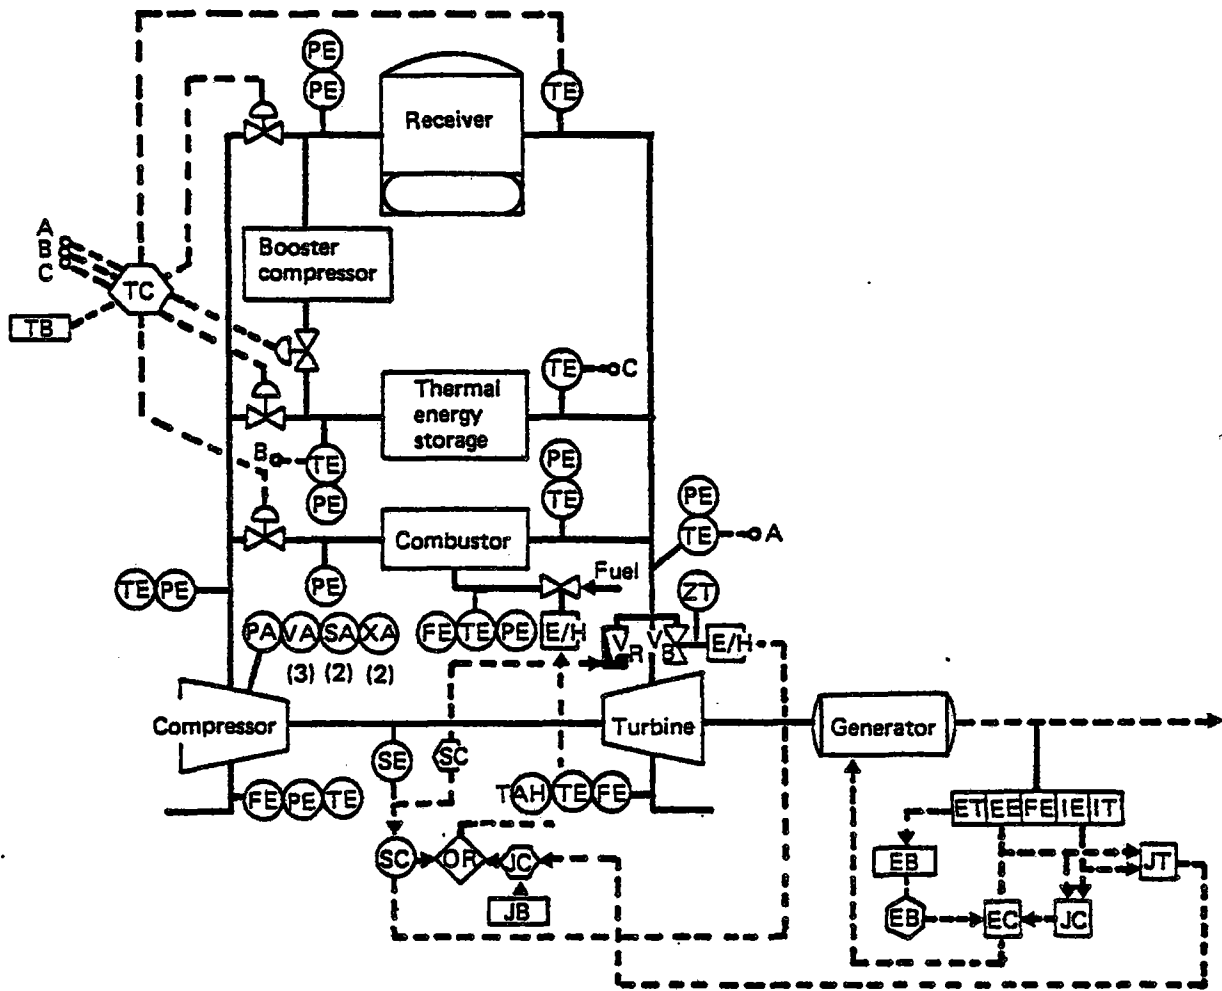 PE
PE
TE
Receiver
A
B
C
TC
TB
Booster
compressor
TE C
Thermal
energy
storage
B TE
PE
PE
TE
PE
TE A
Combustor
PE
TE PE
Fuel
ZT
PA VA SA XA
(3) (2) (2)
FE TE PE E/H
V R V B E/H
Compressor
Turbine
Generator
SE
SC
FE PE TE
TAH TE FE
ET EE FE IE IT
SC OR JC
JB
EB
JT
EB
EC
JC